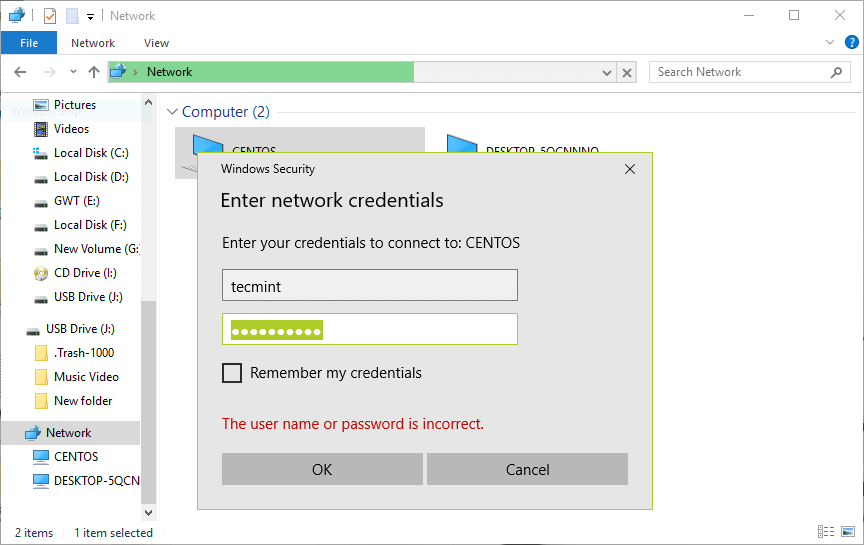 Network
File
Network
View
Network
Search Network
Pictures
Videos
Local Disk (C:)
Local Disk (D:)
GWT (E:)
Local Disk (F:)
New Volume (G:
CD Drive (I:)
USB Drive (J:)
USB Drive (J:)
.Trash-1000
Music Video
New folder
Network
CENTOS
DESKTOP-5QCN
Computer (2)
CENTOS
DESKTOP-5QCNNNO
Windows Security
Enter network credentials
Enter your credentials to connect to: CENTOS
tecmint
●●●●●●●●●●
Remember my credentials
The user name or password is incorrect.
OK
Cancel
2 items
1 item selected